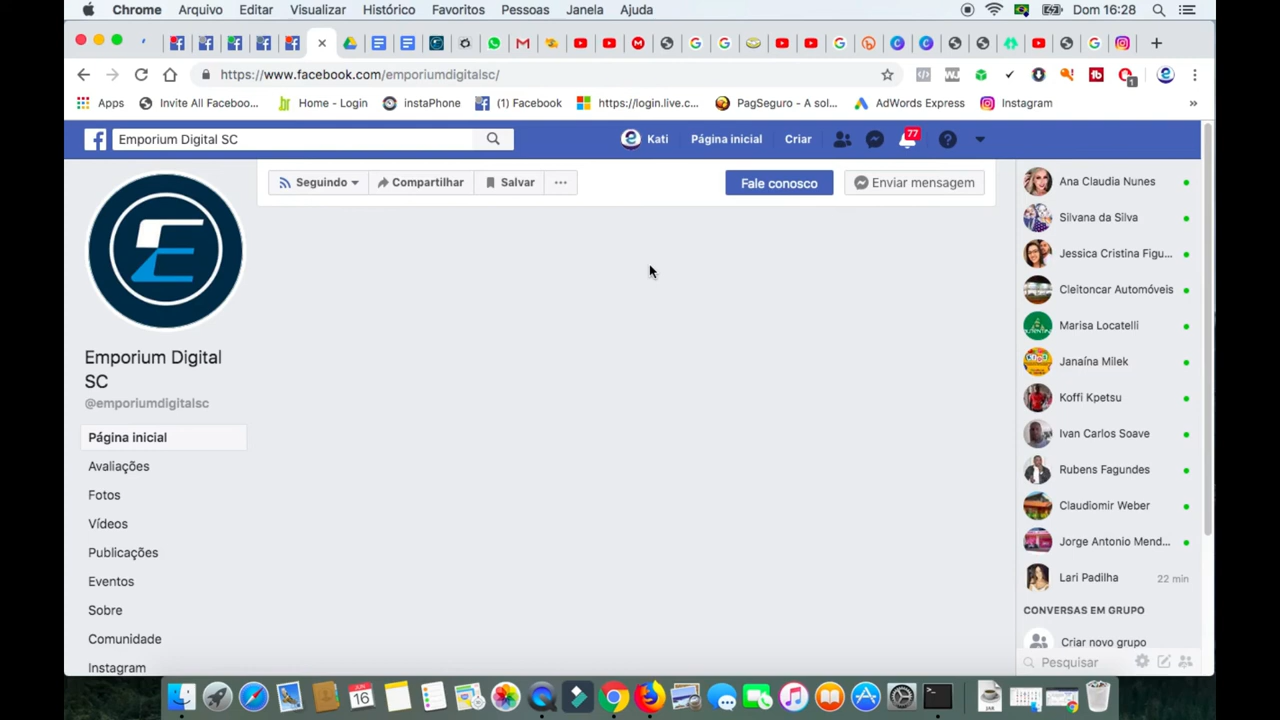 Chrome Arquivo Editar Visualizar Histórico Favoritos Pessoas Janela Ajuda Dom 16:28
https://www.facebook.com/emporiumdigitalsc/
Apps Invite All Faceboo... Home - Login instaPhone (1) Facebook https://login.live.c... PagSeguro - A sol... AdWords Express Instagram »
Emporium Digital SC Kati Página inicial Criar 77
Seguindo Compartilhar Salvar ... Fale conosco Enviar mensagem
Emporium Digital
SC
@emporiumdigitalsc
Página inicial
Avaliações
Fotos
Vídeos
Publicações
Eventos
Sobre
Comunidade
Instagram
Ana Claudia Nunes
Silvana da Silva
Jessica Cristina Figu...
Cleitoncar Automóveis
Marisa Locatelli
Janaína Milek
Koffi Kpetsu
Ivan Carlos Soave
Rubens Fagundes
Claudiomir Weber
Jorge Antonio Mend...
Lari Padilha 22 min
CONVERSAS EM GRUPO
Criar novo grupo
Pesquisar